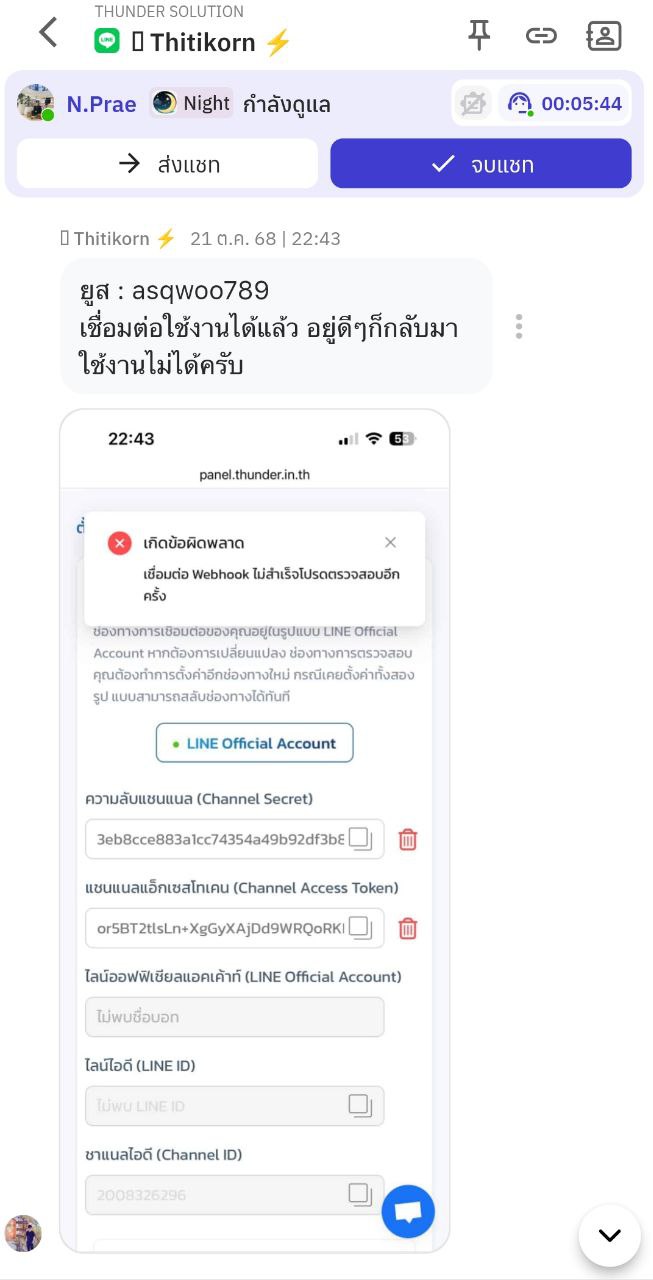 THUNDER SOLUTION
Thitikorn ⚡
N.Prae Night กำลังดูแล 00:05:44
ส่งแชท
จบแชท
Thitikorn ⚡ 21 ต.ค. 68 | 22:43
ยูส : asqwoo789
เชื่อมต่อใช้งานได้แล้ว อยู่ดีๆก็กลับมา
ใช้งานไม่ได้ครับ
22:43
53
panel.thunder.in.th
เกิดข้อผิดพลาด
เชื่อมต่อ Webhook ไม่สำเร็จโปรดตรวจสอบอีก
ครั้ง
ช่องทางการเชื่อมต่อของคุณอยู่ในรูปแบบ LINE Official
Account หากต้องการเปลี่ยนแปลง ช่องทางการตรวจสอบ
คุณต้องทำการตั้งค่าอีกช่องทางใหม่ กรณีเคยตั้งค่าทั้งสอง
รูป แบบสามารถสลับช่องทางได้ทันที
LINE Official Account
ความลับแชนแนล (Channel Secret)
3eb8cce883a1cc74354a49b92df3b8
แชนแนลแอ็กเซสโทเคน (Channel Access Token)
or5BT2tlsLn+XgGyXAjDd9WRQoRK
ไลน์ออฟฟิเชียลแอคเค้าท์ (LINE Official Account)
ไม่พบชื่อบอท
ไลน์ไอดี (LINE ID)
ไม่พบ LINE ID
ชาแนลไอดี (Channel ID)
2008326296